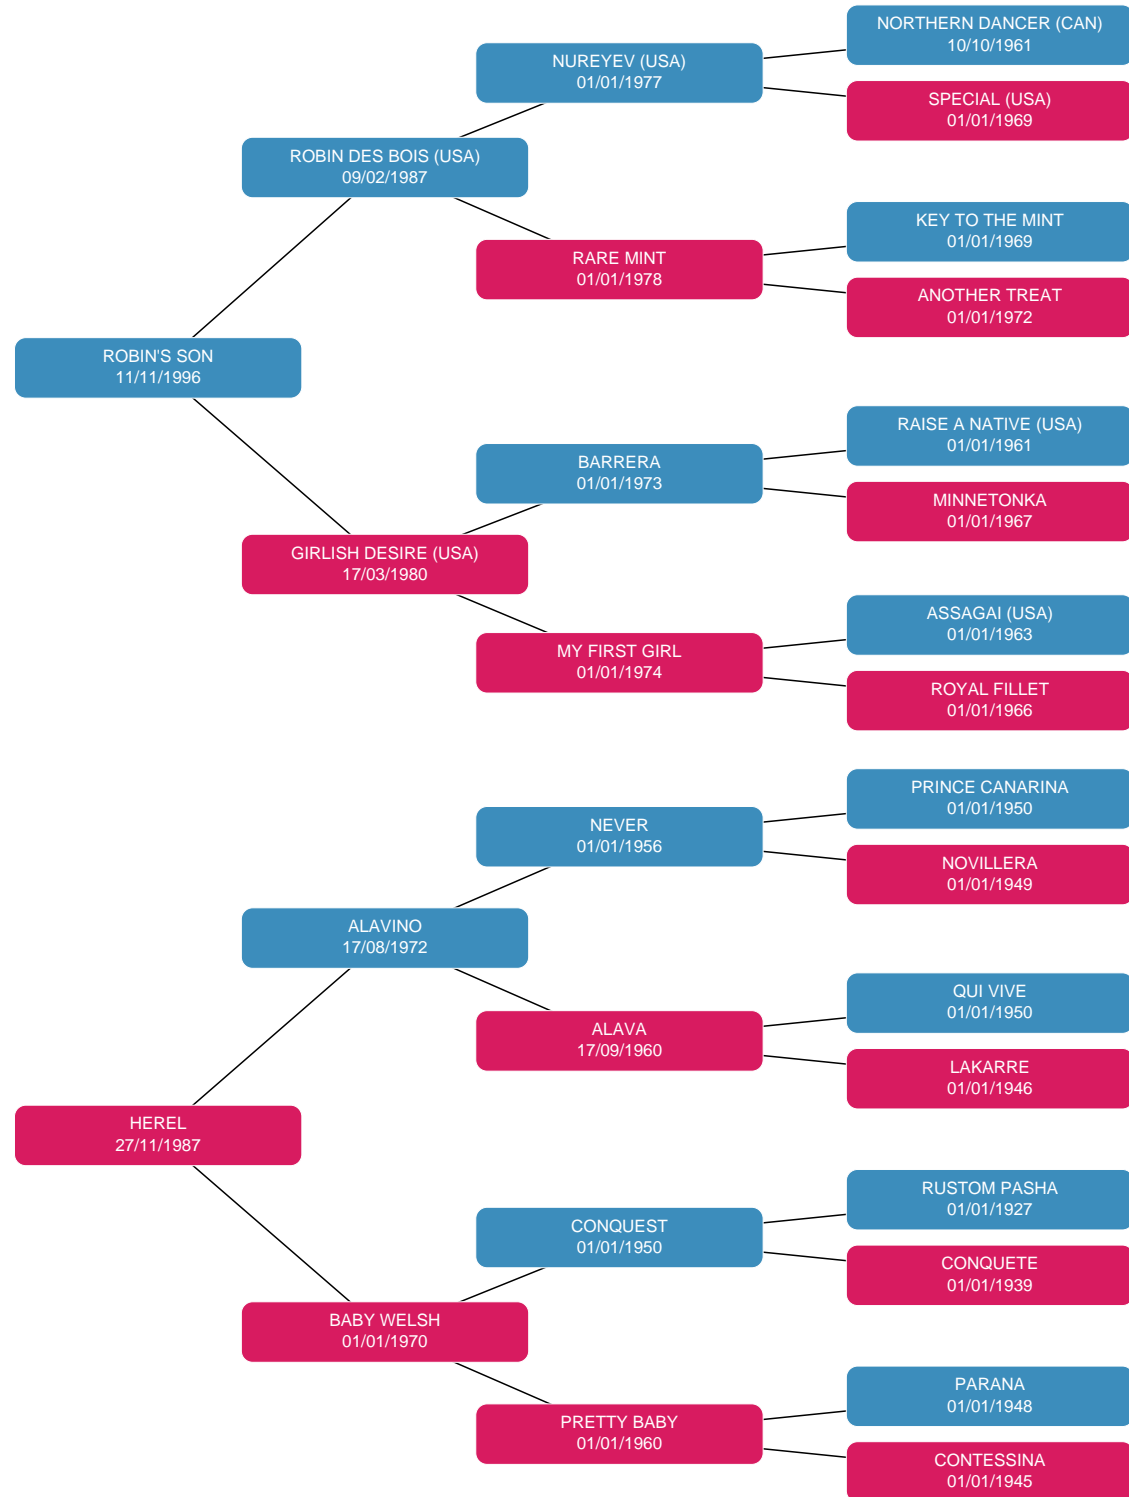 NORTHERN DANCER (CAN)
10/10/1961
NUREYEV (USA)
01/01/1977
SPECIAL (USA)
01/01/1969
ROBIN DES BOIS (USA)
09/02/1987
KEY TO THE MINT
01/01/1969
RARE MINT
01/01/1978
ANOTHER TREAT
01/01/1972
ROBIN'S SON
11/11/1996
RAISE A NATIVE (USA)
01/01/1961
BARRERA
01/01/1973
MINNETONKA
01/01/1967
GIRLISH DESIRE (USA)
17/03/1980
ASSAGAI (USA)
01/01/1963
MY FIRST GIRL
01/01/1974
ROYAL FILLET
01/01/1966
PRINCE CANARINA
01/01/1950
NEVER
01/01/1956
NOVILLERA
01/01/1949
ALAVINO
17/08/1972
QUI VIVE
01/01/1950
ALAVA
17/09/1960
LAKARRE
01/01/1946
HEREL
27/11/1987
RUSTOM PASHA
01/01/1927
CONQUEST
01/01/1950
CONQUETE
01/01/1939
BABY WELSH
01/01/1970
PARANA
01/01/1948
PRETTY BABY
01/01/1960
CONTESSINA
01/01/1945